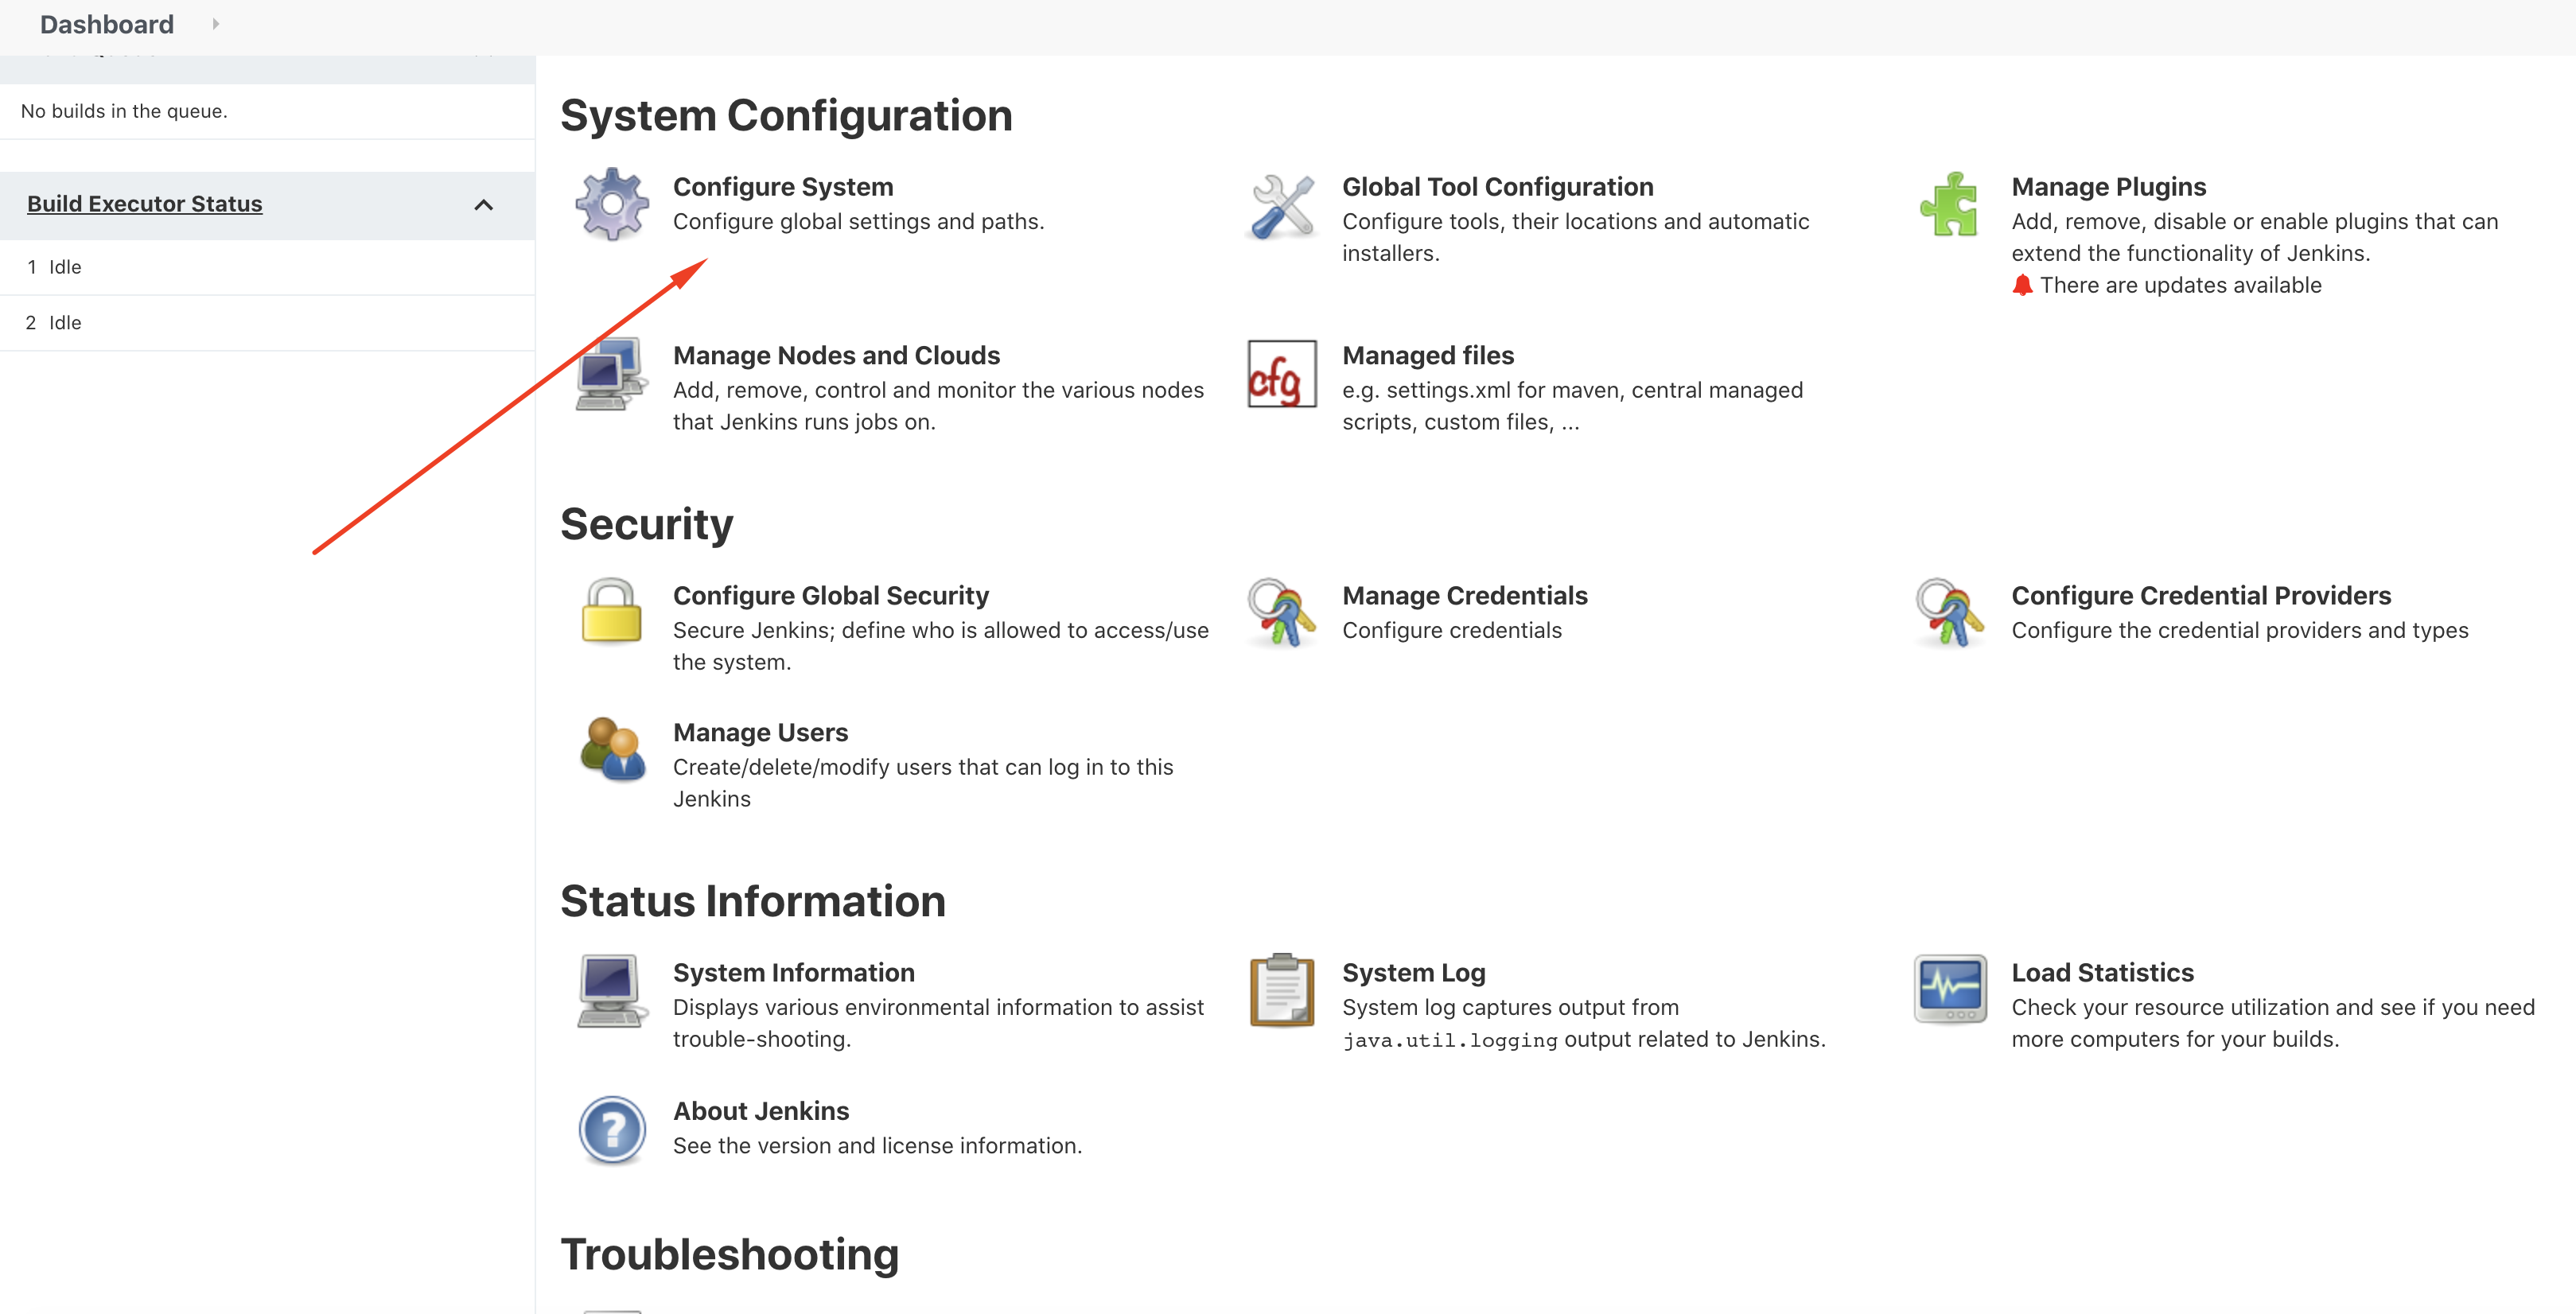 Dashboard
No builds in the queue.
Build Executor Status
1 Idle
2 Idle
System Configuration
Configure System
Configure global settings and paths.
Global Tool Configuration
Configure tools, their locations and automatic
installers.
Manage Plugins
Add, remove, disable or enable plugins that can
extend the functionality of Jenkins.
There are updates available
Manage Nodes and Clouds
Add, remove, control and monitor the various nodes
that Jenkins runs jobs on.
cfg
Managed files
e.g. settings.xml for maven, central managed
scripts, custom files, ...
Security
Configure Global Security
Secure Jenkins; define who is allowed to access/use
the system.
Manage Credentials
Configure credentials
Configure Credential Providers
Configure the credential providers and types
Manage Users
Create/delete/modify users that can log in to this
Jenkins
Status Information
System Information
Displays various environmental information to assist
trouble-shooting.
System Log
System log captures output from
java.util.logging output related to Jenkins.
Load Statistics
Check your resource utilization and see if you need
more computers for your builds.
?
About Jenkins
See the version and license information.
Troubleshooting